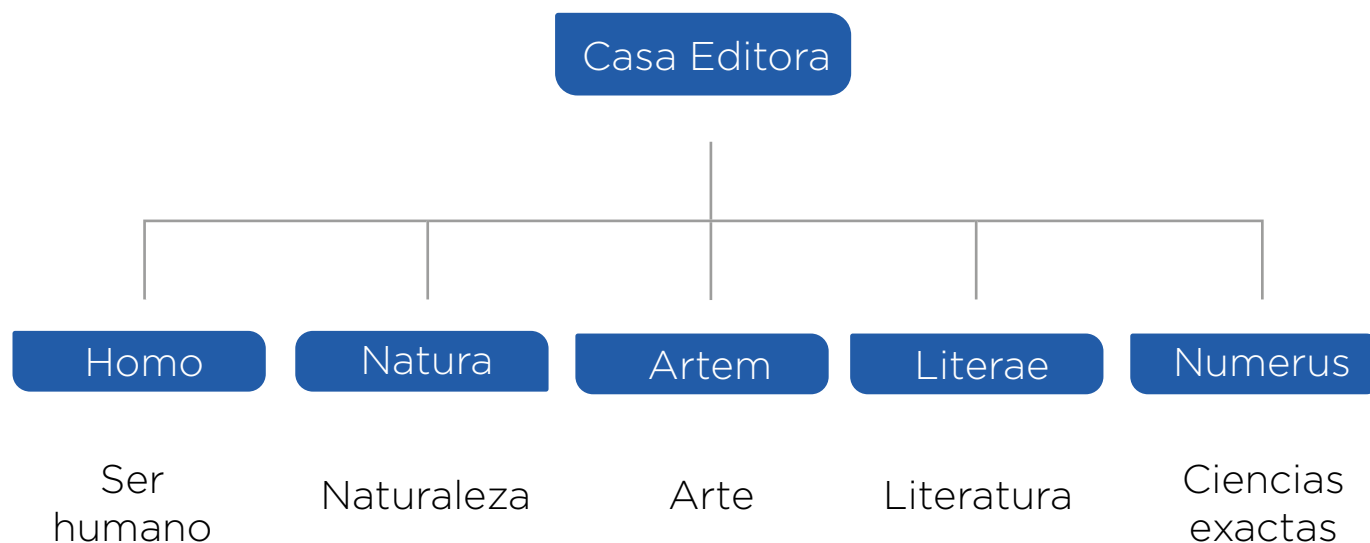 Casa Editora
Homo
Natura
Artem
Literae
Numerus
Ser
humano
Naturaleza
Arte
Literatura
Ciencias
exactas